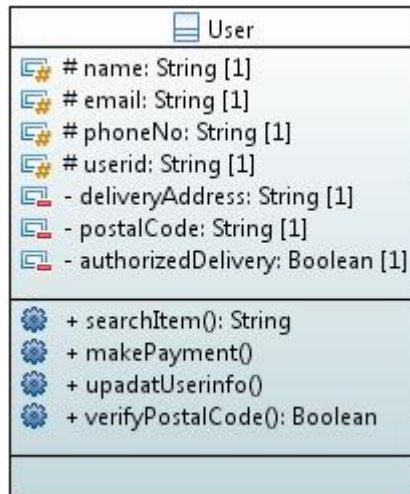 User
# name: String [1]
# email: String [1]
# phoneNo: String [1]
# userid: String [1]
- deliveryAddress: String [1]
- postalCode: String [1]
- authorizedDelivery: Boolean [1]
+ searchItem(): String
+ makePayment()
+ upadatUserinfo()
+ verifyPostalCode(): Boolean